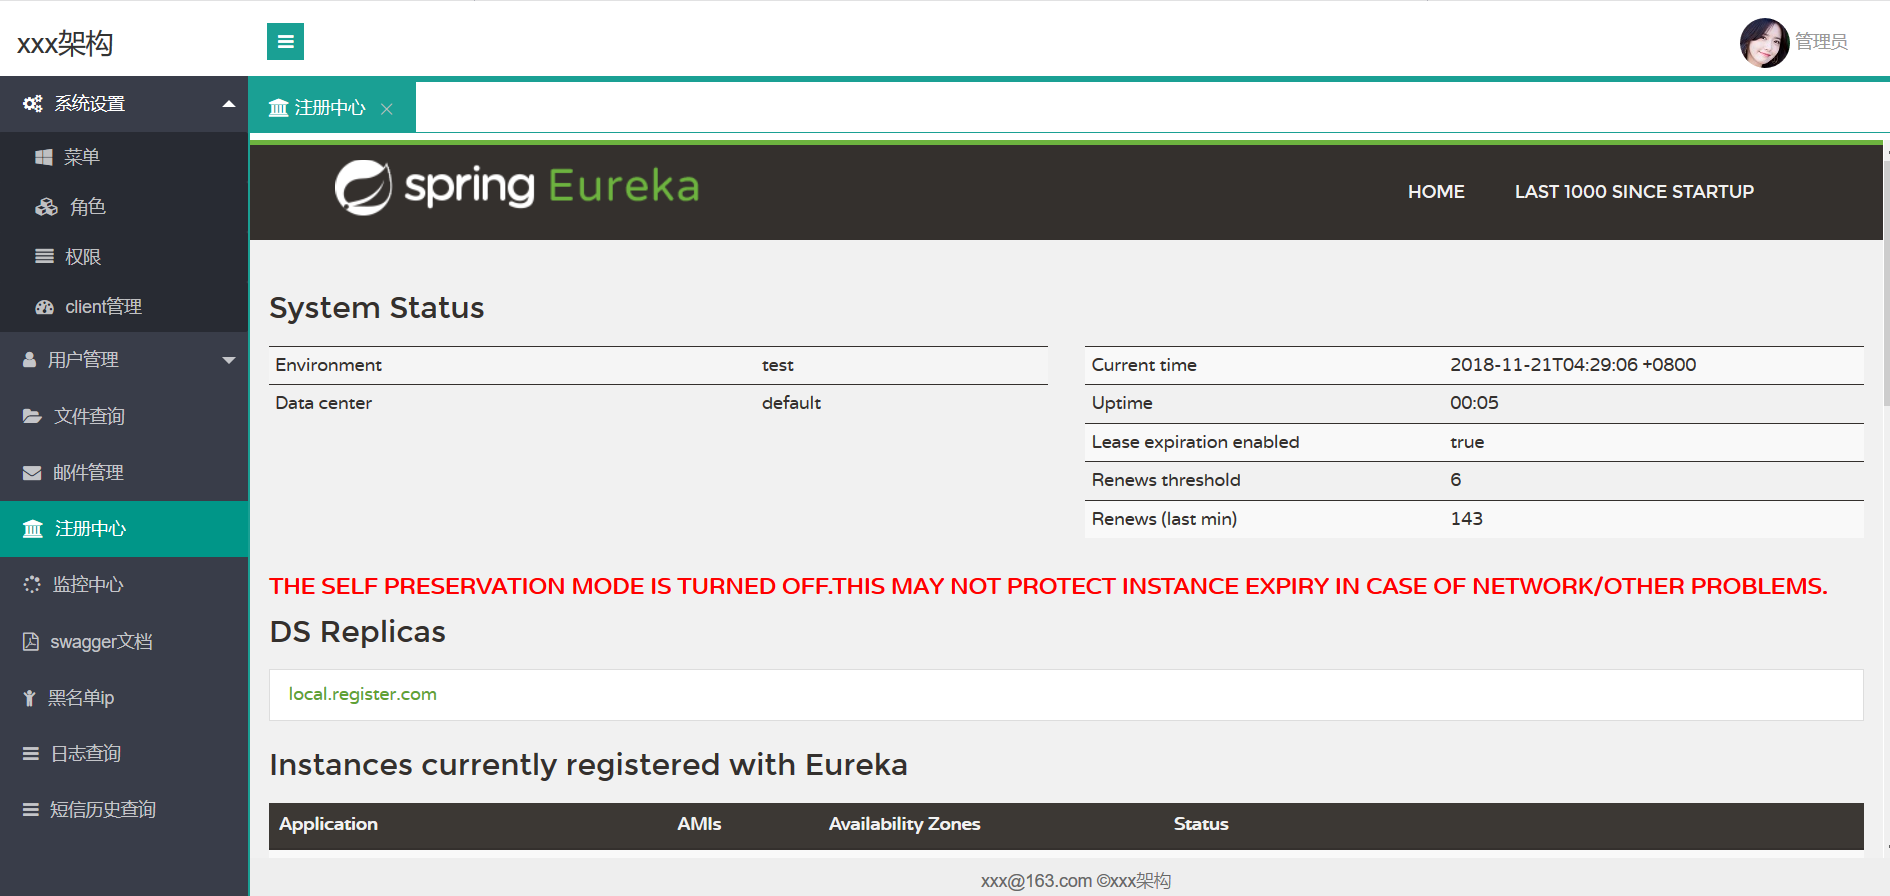 xxx架构
管理员
系统设置
菜单
角色
权限
client管理
用户管理
文件查询
邮件管理
注册中心
监控中心
swagger文档
黑名单ip
日志查询
短信历史查询
注册中心
spring Eureka
HOME LAST 1000 SINCE STARTUP
System Status
Environment test
Data center default
Current time 2018-11-21T04:29:06 +0800
Uptime 00:05
Lease expiration enabled true
Renews threshold 6
Renews (last min) 143
THE SELF PRESERVATION MODE IS TURNED OFF.THIS MAY NOT PROTECT INSTANCE EXPIRY IN CASE OF NETWORK/OTHER PROBLEMS.
DS Replicas
local.register.com
Instances currently registered with Eureka
Application AMIs Availability Zones Status
xxx@163.com ©xxx架构